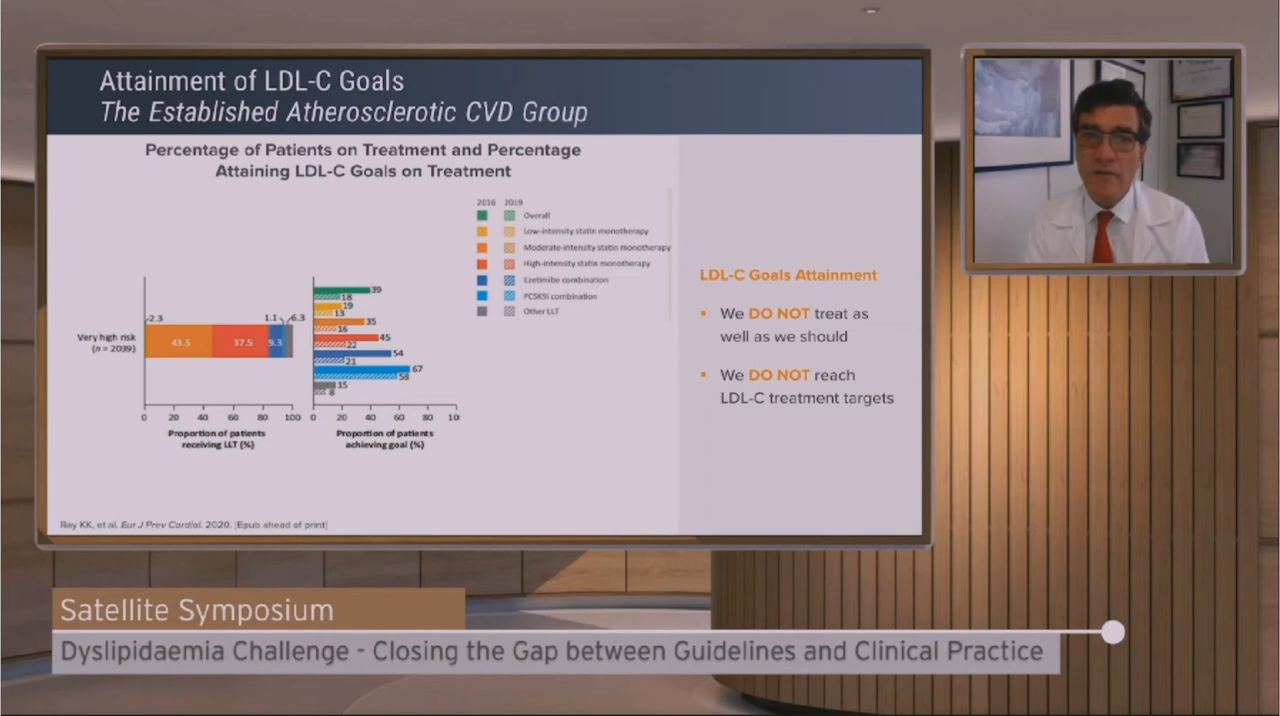 Attainment of LDL-C Goals
The Established Atherosclerotic CVD Group
Percentage of Patients on Treatment and Percentage
Attaining LDL-C Goals on Treatment
2016 2019
Overall
Low-intensity statin monotherapy
Moderate-intensity statin monotherapy
High-intensity statin monotherapy
Ezetimibe combination
PCSK9i combination
Other LLT
Very high risk
(n = 2039)
2.3
43.5
37.5
9.3
1.1
6.3
39
18
19
13
35
16
45
22
54
21
67
58
15
8
0 20 40 60 80 100
0 20 40 60 80 10
Proportion of patients
receiving LLT (%)
Proportion of patients
achieving goal (%)
LDL-C Goals Attainment
▪ We DO NOT treat as
well as we should
▪ We DO NOT reach
LDL-C treatment targets
Ray KK, et al. Eur J Prev Cardiol. 2020. [Epub ahead of print]
Satellite Symposium
Dyslipidaemia Challenge - Closing the Gap between Guidelines and Clinical Practice